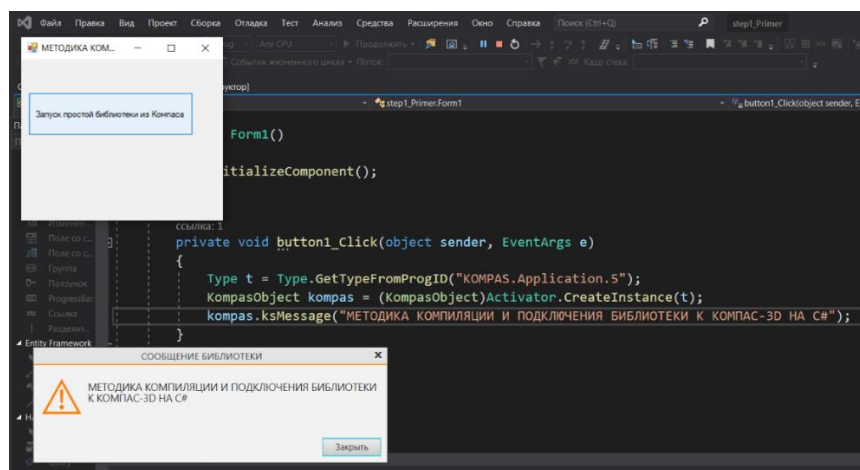 Файл Правка Вид Проект Сборка Отладка Тест Анализ Средства Расширения Окно Справка Поиск (Ctrl+Q) step1_Primer
МЕТОДИКА КОМ...
Any CPU Продолжить
События жизненного цикла Поток: Кадр стека:
step1_Primer.Form1 button1_Click(object sender, E
Запуск простой библиотеки из Компаса
Form1()
itializeComponent();
ссылка: 1
private void button1_Click(object sender, EventArgs e)
{
Type t = Type.GetTypeFromProgID("KOMPAS.Application.5");
KompasObject kompas = (KompasObject)Activator.CreateInstance(t);
kompas.ksMessage("МЕТОДИКА КОМПИЛЯЦИИ И ПОДКЛЮЧЕНИЯ БИБЛИОТЕКИ К КОМПАС-3D НА C#");
}
Поле со с...
Поле со с...
Группа
Ползунок
ProgressBar
Ссылка
Разделит...
Entity Framework
СООБЩЕНИЕ БИБЛИОТЕКИ
МЕТОДИКА КОМПИЛЯЦИИ И ПОДКЛЮЧЕНИЯ БИБЛИОТЕКИ
К КОМПАС-3D НА C#
Закрыть